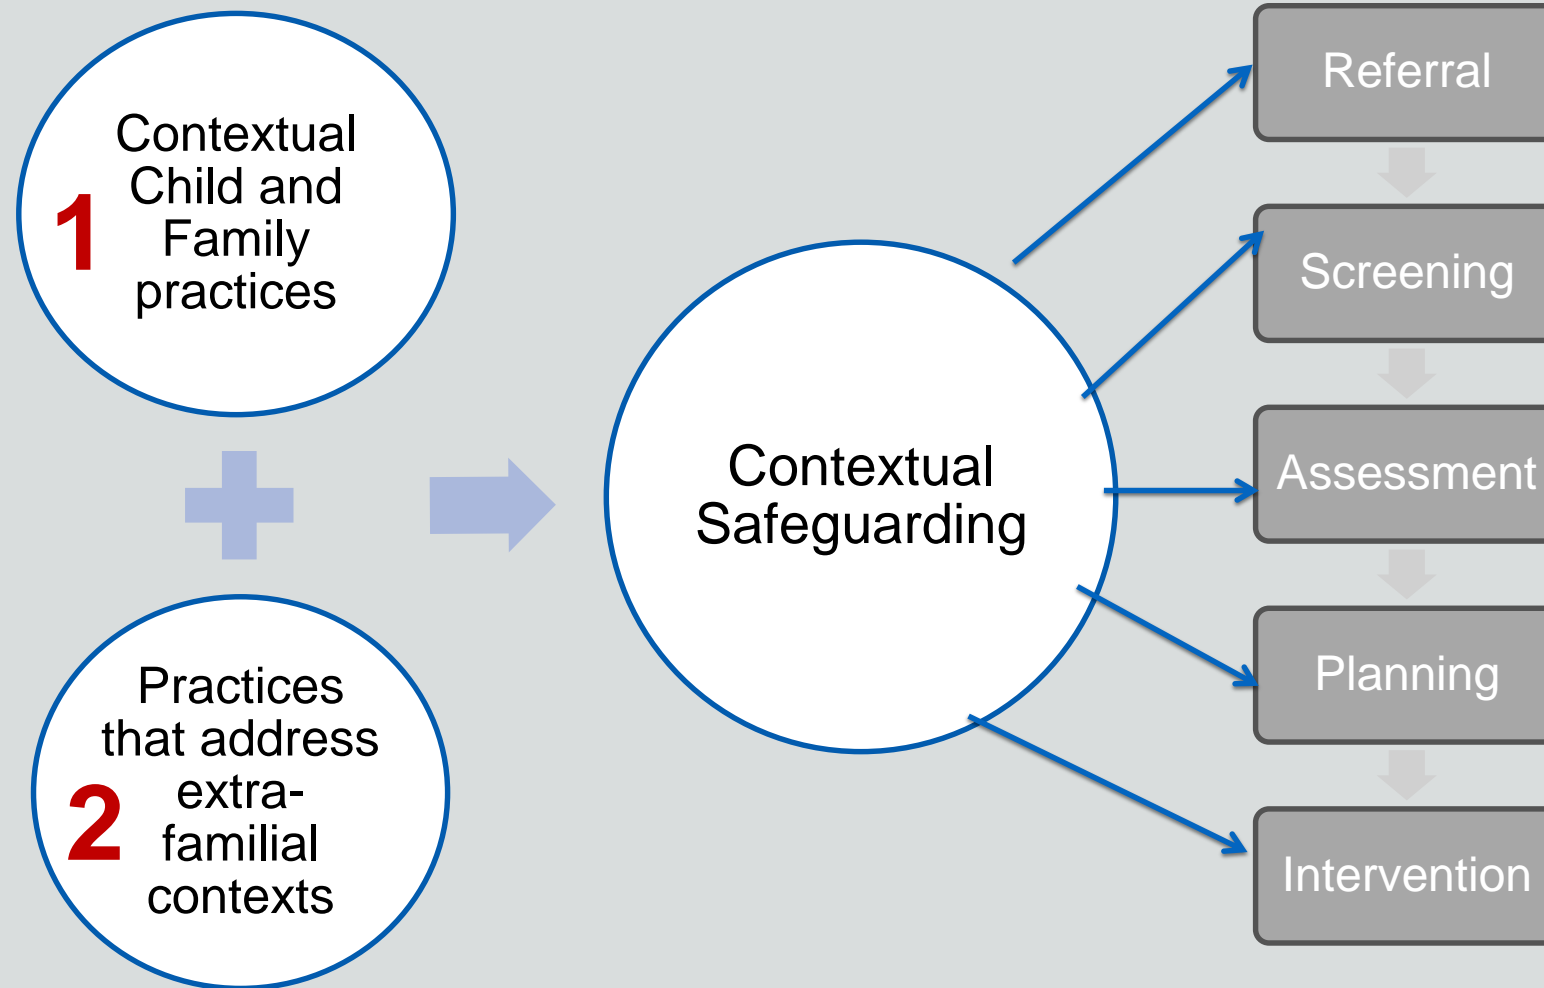 1
Contextual
Child and
Family
practices
2
Practices
that address
extra-
familial
contexts
Contextual
Safeguarding
Referral
Screening
Assessment
Planning
Intervention